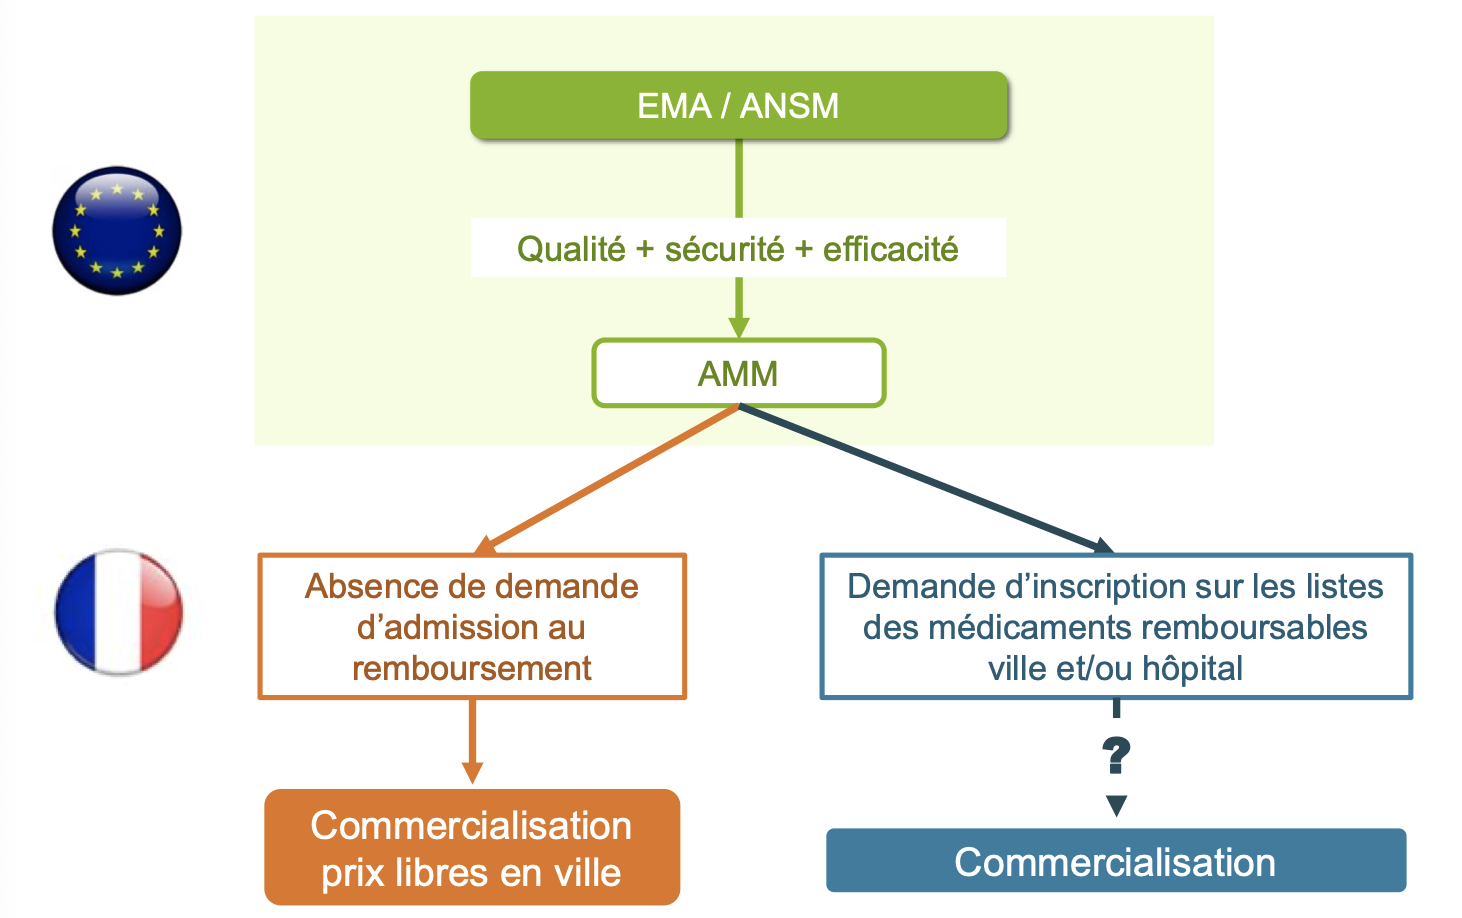 EMA / ANSM
Qualité + sécurité + efficacité
AMM
Absence de demande
d’admission au
remboursement
Demande d’inscription sur les listes
des médicaments remboursables
ville et/ou hôpital
?
Commercialisation
prix libres en ville
Commercialisation